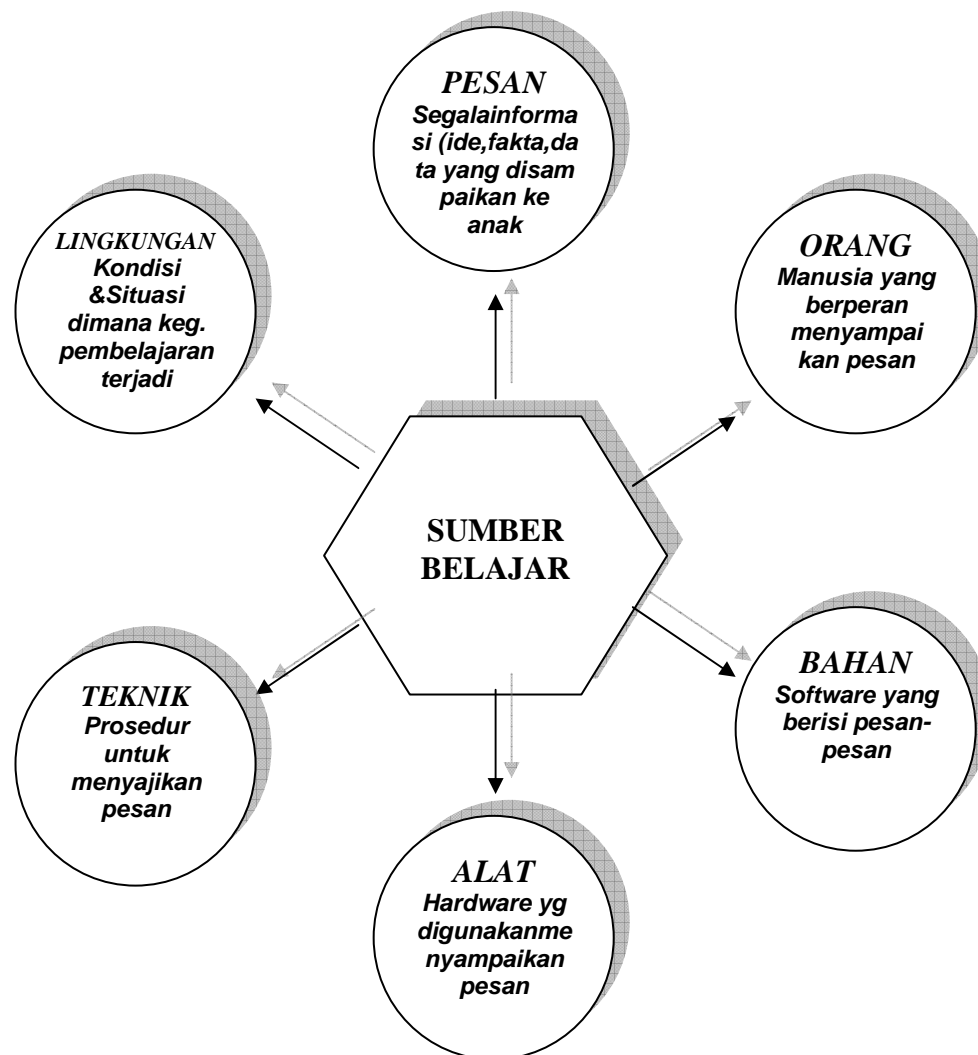 PESAN
Segalainforma
si (ide,fakta,da
ta yang disam
paikan ke
anak
LINGKUNGAN
Kondisi
&Situasi
dimana keg.
pembelajaran
terjadi
ORANG
Manusia yang
berperan
menyampai
kan pesan
SUMBER
BELAJAR
TEKNIK
Prosedur
untuk
menyajikan
pesan
BAHAN
Software yang
berisi pesan-
pesan
ALAT
Hardware yg
digunakanme
nyampaikan
pesan